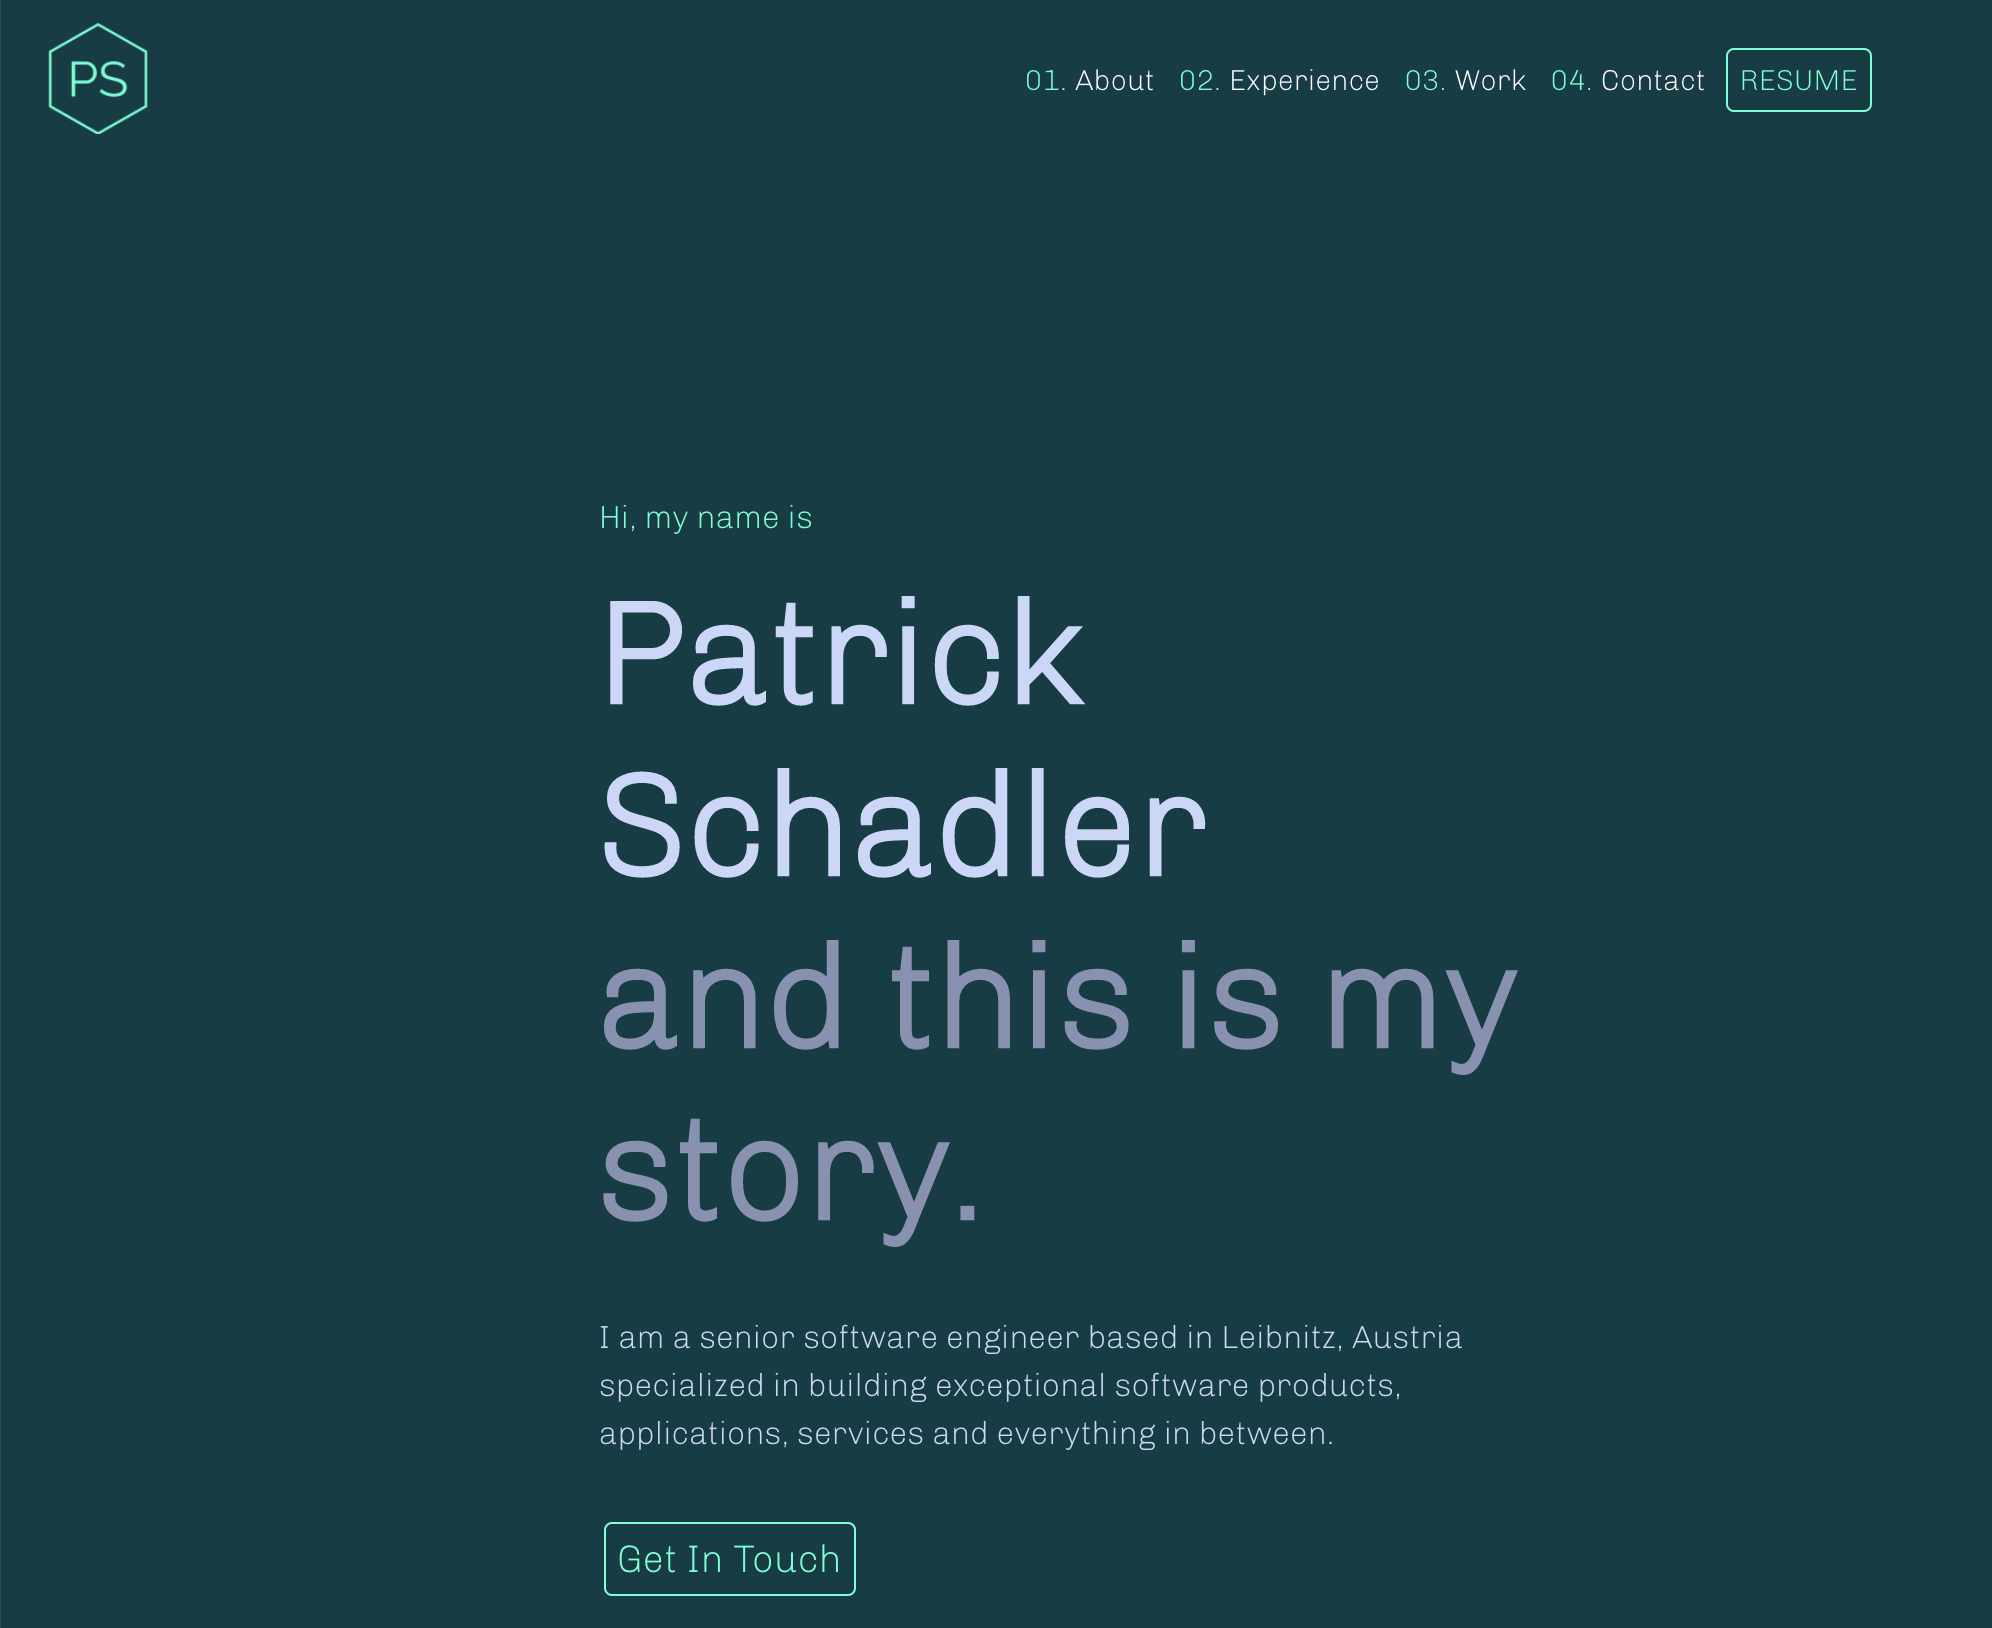 PS
01. About 02. Experience 03. Work 04. Contact RESUME
Hi, my name is
Patrick
Schadler
and this is my
story.
I am a senior software engineer based in Leibnitz, Austria
specialized in building exceptional software products,
applications, services and everything in between.
Get In Touch